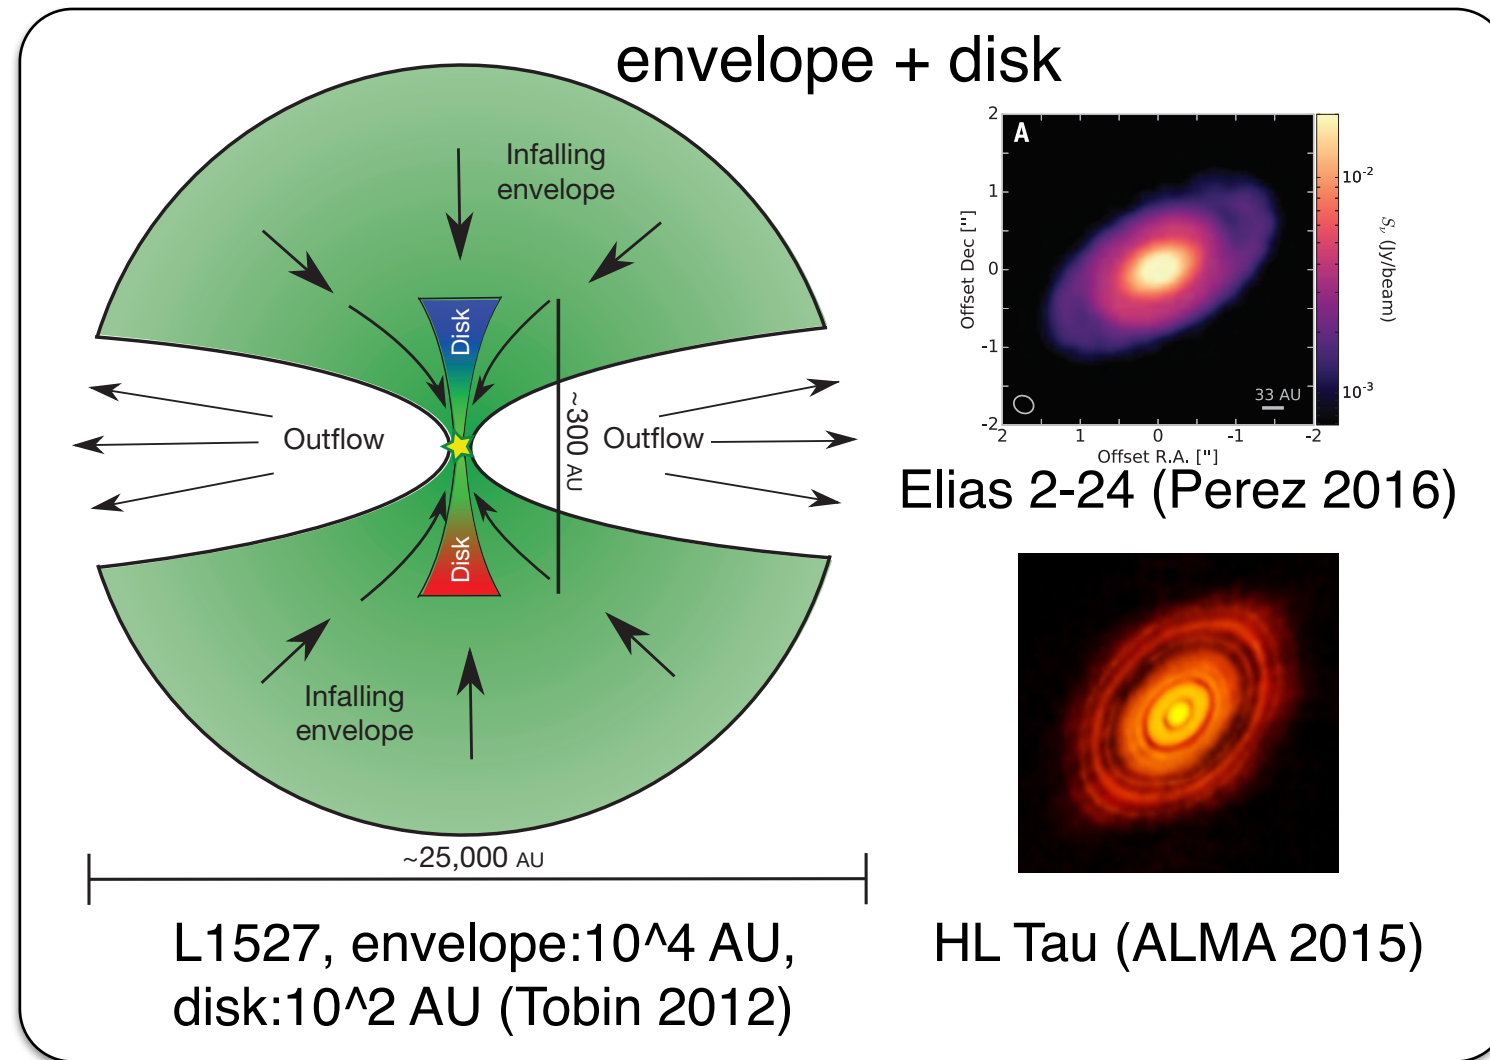 envelope + disk
Infalling
envelope
Disk
Outflow
~300 AU
Outflow
Disk
Infalling
envelope
~25,000 AU
L1527, envelope:10^4 AU,
disk:10^2 AU (Tobin 2012)
A
2
1
0
-1
-2
Offset Dec ["]
2
1
0
-1
-2
Offset R.A. ["]
33 AU
10-2
10-3
Sν (Jy/beam)
Elias 2-24 (Perez 2016)
HL Tau (ALMA 2015)